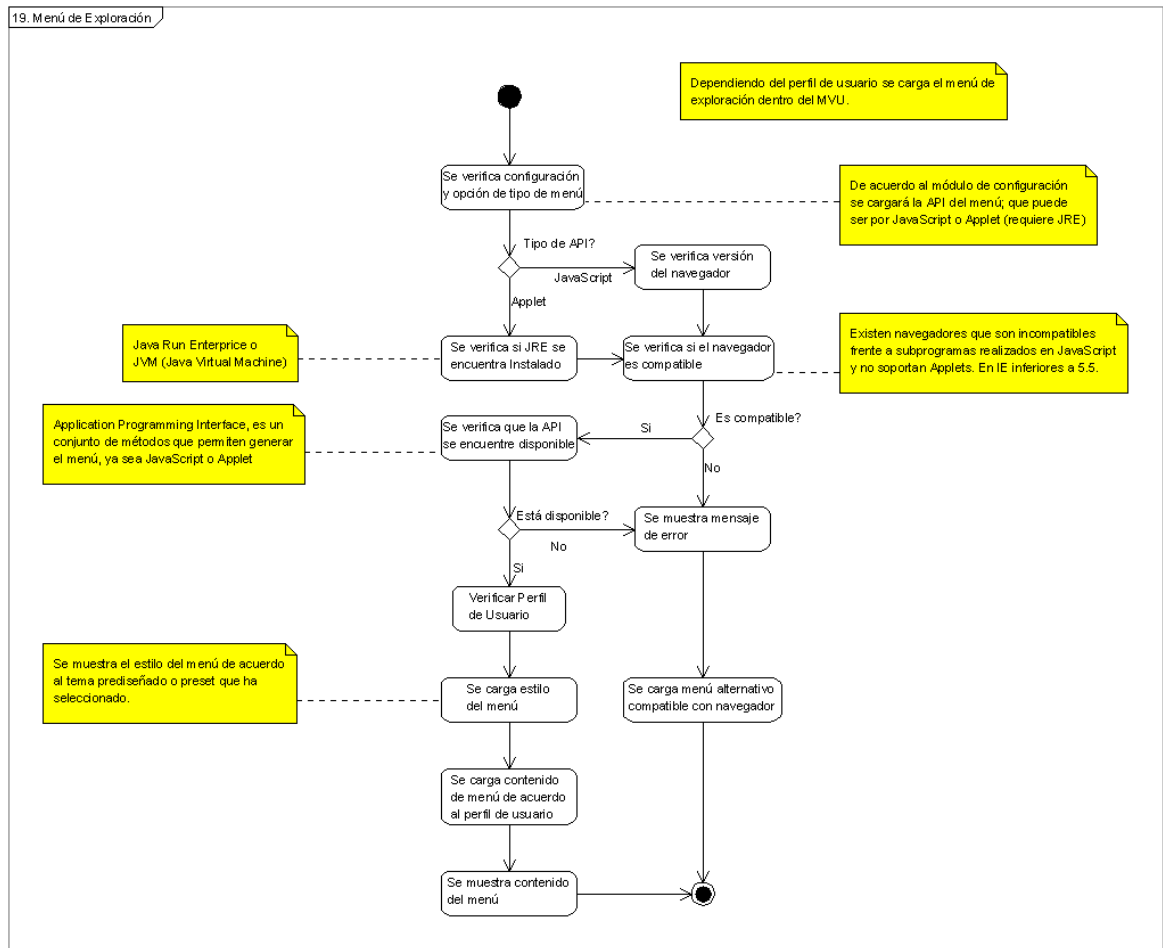 19. Menú de Exploración
Dependiendo del perfil de usuario se carga el menú de
exploración dentro del MVU.
Se verifica configuración
y opción de tipo de menú
De acuerdo al módulo de configuración
se cargará la API del menú; que puede
ser por JavaScript o Applet (requiere JRE)
Tipo de API?
JavaScript
Se verifica versión
del navegador
Applet
Java Run Enterprice o
JVM (Java Virtual Machine)
Se verifica si JRE se
encuentra Instalado
Se verifica si el navegador
es compatible
Existen navegadores que son incompatibles
frente a subprogramas realizados en JavaScript
y no soportan Applets. En IE inferiores a 5.5.
Application Programming Interface, es un
conjunto de métodos que permiten generar
el menú, ya sea JavaScript o Applet
Se verifica que la API
se encuentre disponible
Si
Es compatible?
No
Está disponible?
No
Se muestra mensaje
de error
Si
Verificar Perfil
de Usuario
Se muestra el estilo del menú de acuerdo
al tema prediseñado o preset que ha
seleccionado.
Se carga estilo
del menú
Se carga menú alternativo
compatible con navegador
Se carga contenido
de menú de acuerdo
al perfil de usuario
Se muestra contenido
del menú